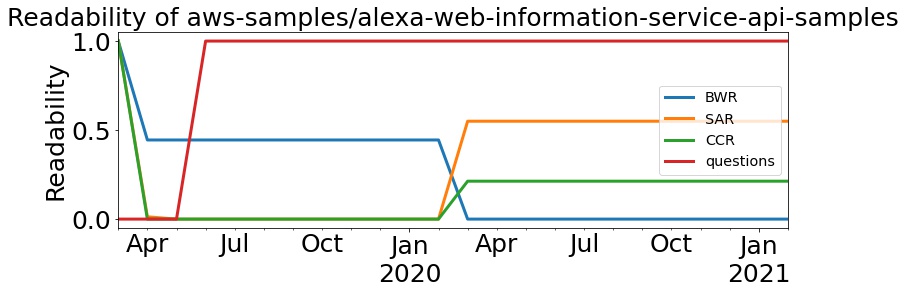 Readability of aws-samples/alexa-web-information-service-api-samples
Readability
1.0
0.5
0.0
BWR
SAR
CCR
questions
Apr Jul Oct Jan Apr Jul Oct Jan
2020 2021